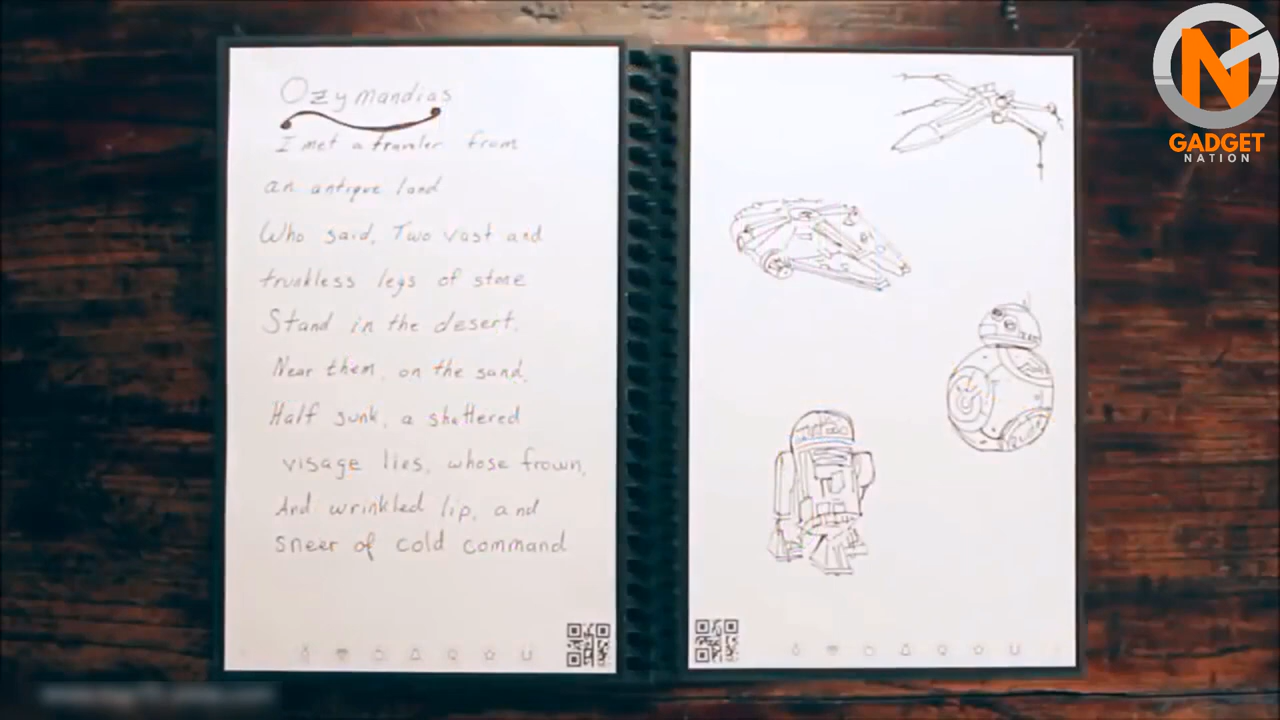 Ozymandias
I met a traveler from
an antique land
Who said, Two vast and
trunkless legs of stone
Stand in the desert.
Near them, on the sand,
Half sunk, a shattered
visage lies, whose frown,
And wrinkled lip, and
sneer of cold command
N
GADGET
NATION